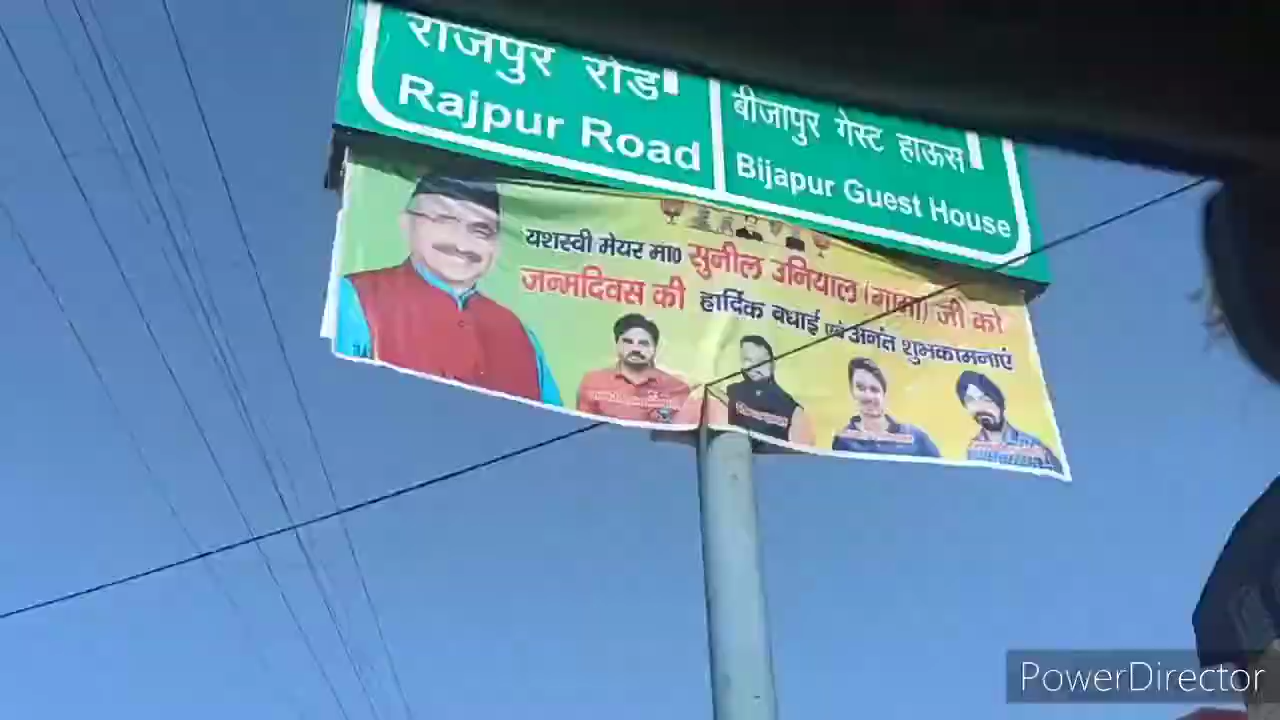 राजपुर रोड
Rajpur Road
बीजापुर गेस्ट हाऊस
Bijapur Guest House
यशस्वी मेयर मा0 सुनील उनियाल (गामा) जी को
जन्मदिवस की हार्दिक बधाई एवं अनंत शुभकामनाएं
PowerDirector